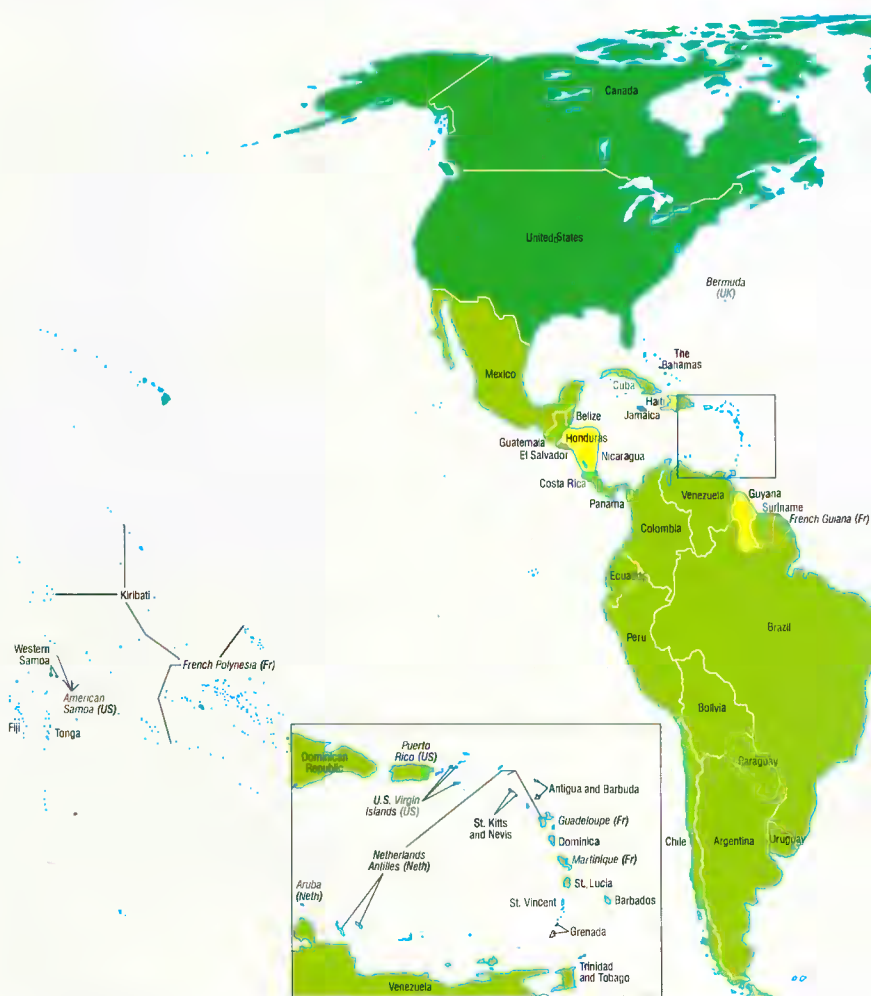 Canada
United States
Bermuda
(UK)
The
Bahamas
Mexico
Cuba
Haiti
Jamaica
Belize
Guatemala
Honduras
El Salvador
Nicaragua
Costa Rica
Panama
Venezuela
Guyana
Suriname
French Guiana (Fr)
Colombia
Ecuador
Kiribati
Brazil
Peru
Western
Samoa
French Polynesia (Fr)
American
Samoa (US)
Fiji
Tonga
Bolivia
Paraguay
Chile
Argentina
Uruguay
Dominican
Republic
Puerto
Rico (US)
U.S. Virgin
Islands (US)
Antigua and Barbuda
St. Kitts
and Nevis
Guadeloupe (Fr)
Dominica
Netherlands
Antilles (Neth)
Martinique (Fr)
Aruba
(Neth)
St. Lucia
St. Vincent
Barbados
Grenada
Trinidad
and Tobago
Venezuela